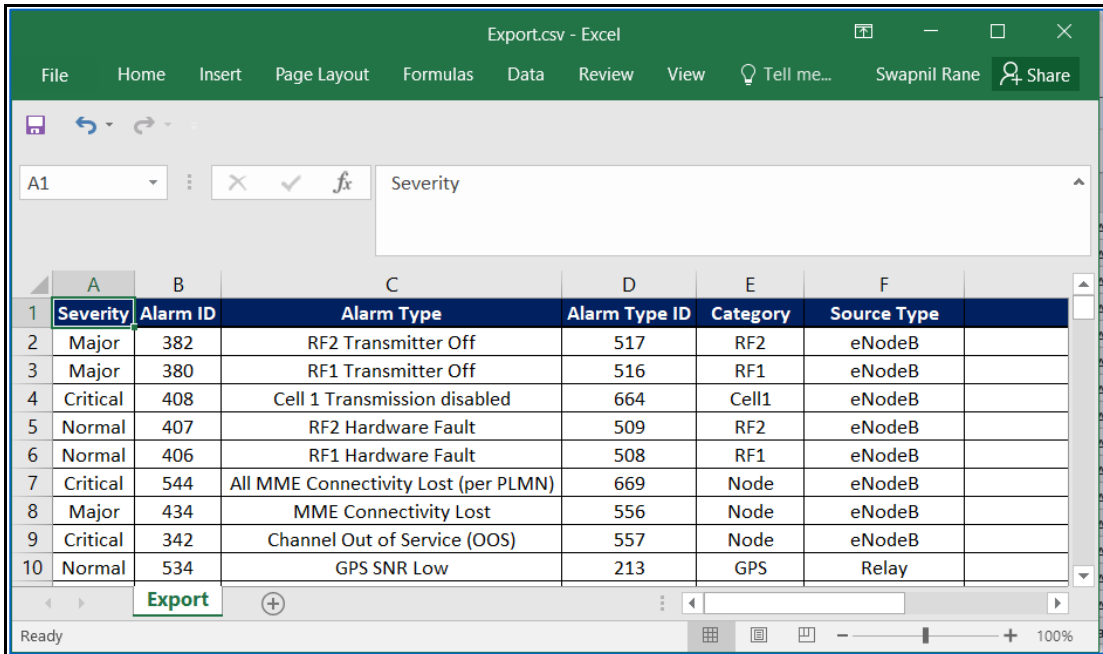 Export.csv - Excel
File Home Insert Page Layout Formulas Data Review View Tell me... Swapnil Rane Share
A1 fx Severity
A B C D E F
1 Severity Alarm ID Alarm Type Alarm Type ID Category Source Type
2 Major 382 RF2 Transmitter Off 517 RF2 eNodeB
3 Major 380 RF1 Transmitter Off 516 RF1 eNodeB
4 Critical 408 Cell 1 Transmission disabled 664 Cell1 eNodeB
5 Normal 407 RF2 Hardware Fault 509 RF2 eNodeB
6 Normal 406 RF1 Hardware Fault 508 RF1 eNodeB
7 Critical 544 All MME Connectivity Lost (per PLMN) 669 Node eNodeB
8 Major 434 MME Connectivity Lost 556 Node eNodeB
9 Critical 342 Channel Out of Service (OOS) 557 Node eNodeB
10 Normal 534 GPS SNR Low 213 GPS Relay
Export
Ready 100%